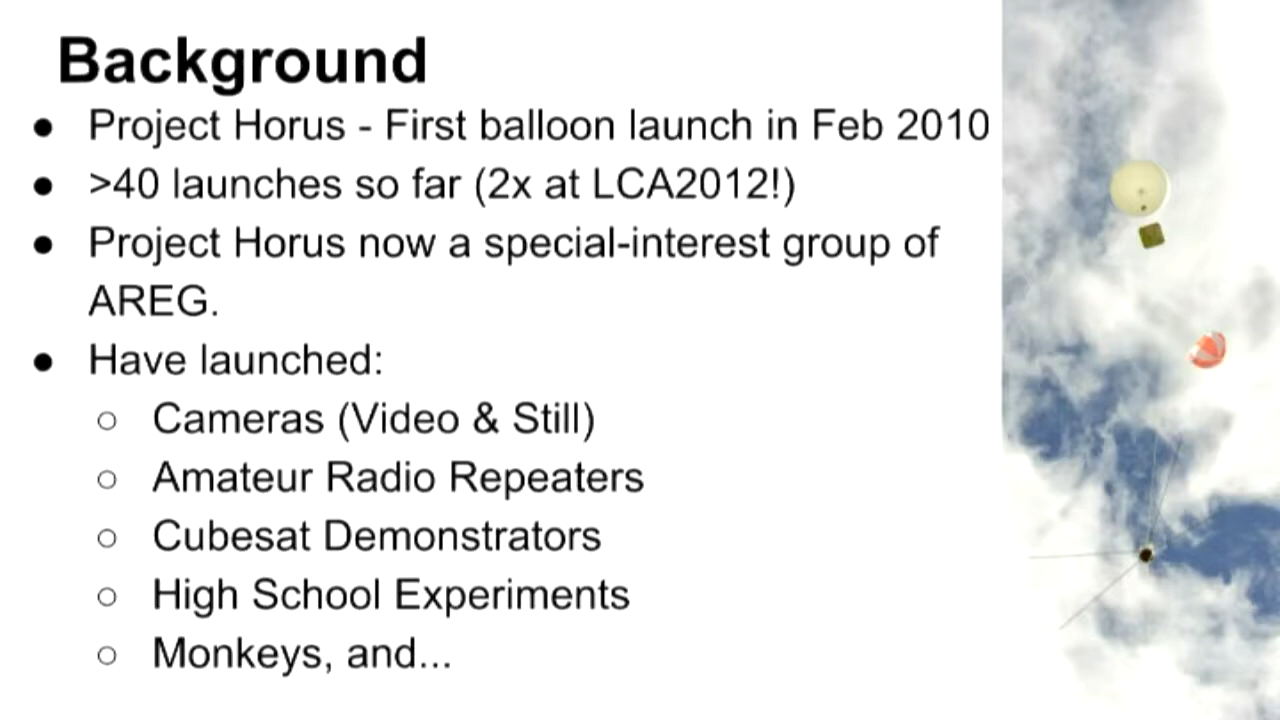 Background
● Project Horus - First balloon launch in Feb 2010
● >40 launches so far (2x at LCA2012!)
● Project Horus now a special-interest group of
AREG.
● Have launched:
○ Cameras (Video & Still)
○ Amateur Radio Repeaters
○ Cubesat Demonstrators
○ High School Experiments
○ Monkeys, and...